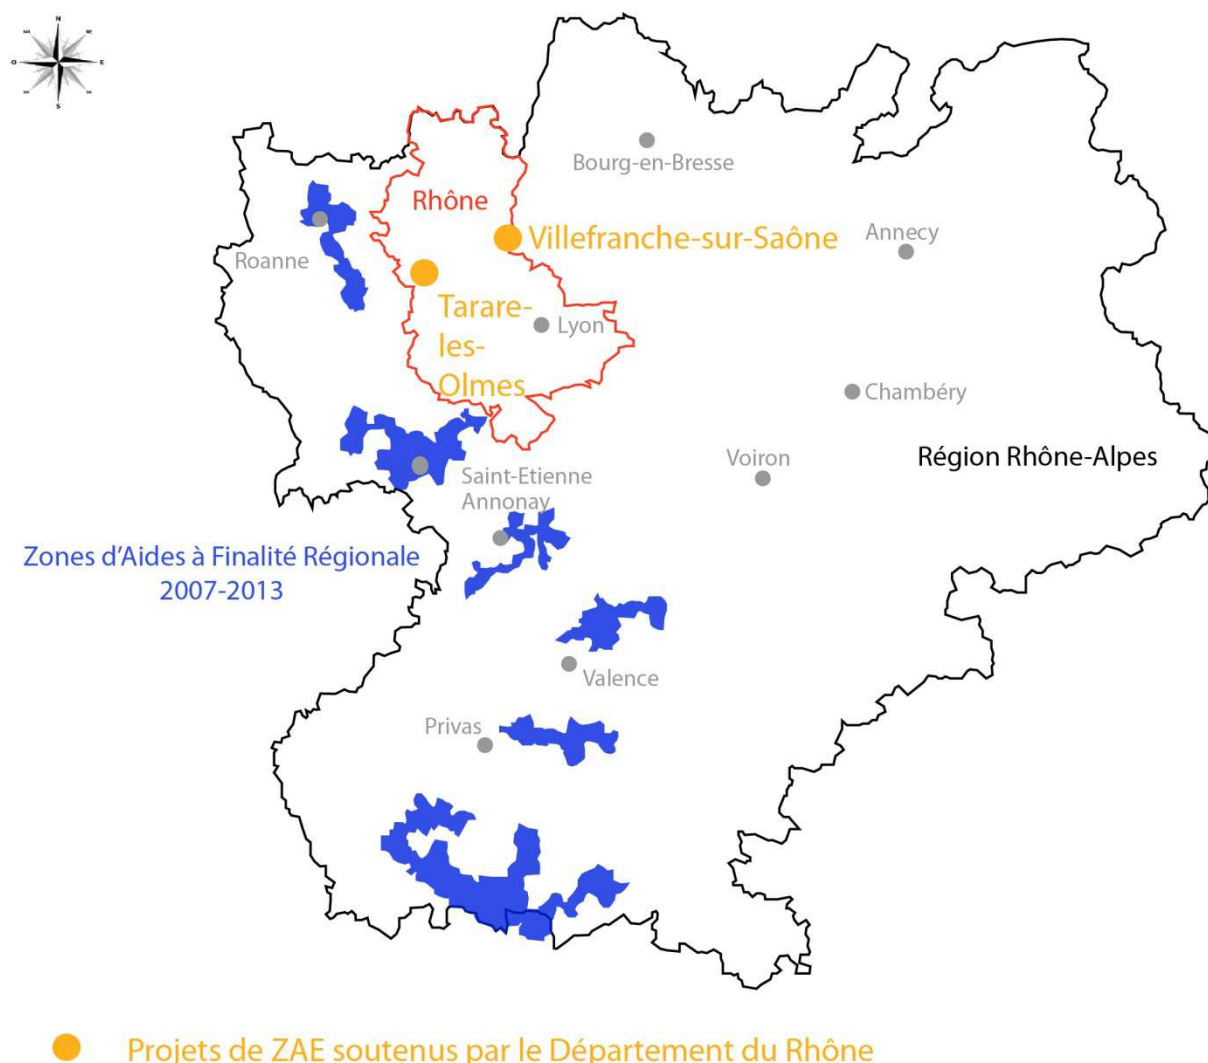 N
O
E
S
Bourg-en-Bresse
Rhône
Roanne
Villefranche-sur-Saône
Annecy
Tarare-
les-
Olmes
Lyon
Chambéry
Voiron
Région Rhône-Alpes
Saint-Etienne
Annonay
Zones d'Aides à Finalité Régionale
2007-2013
Valence
Privas
Projets de ZAE soutenus par le Département du Rhône